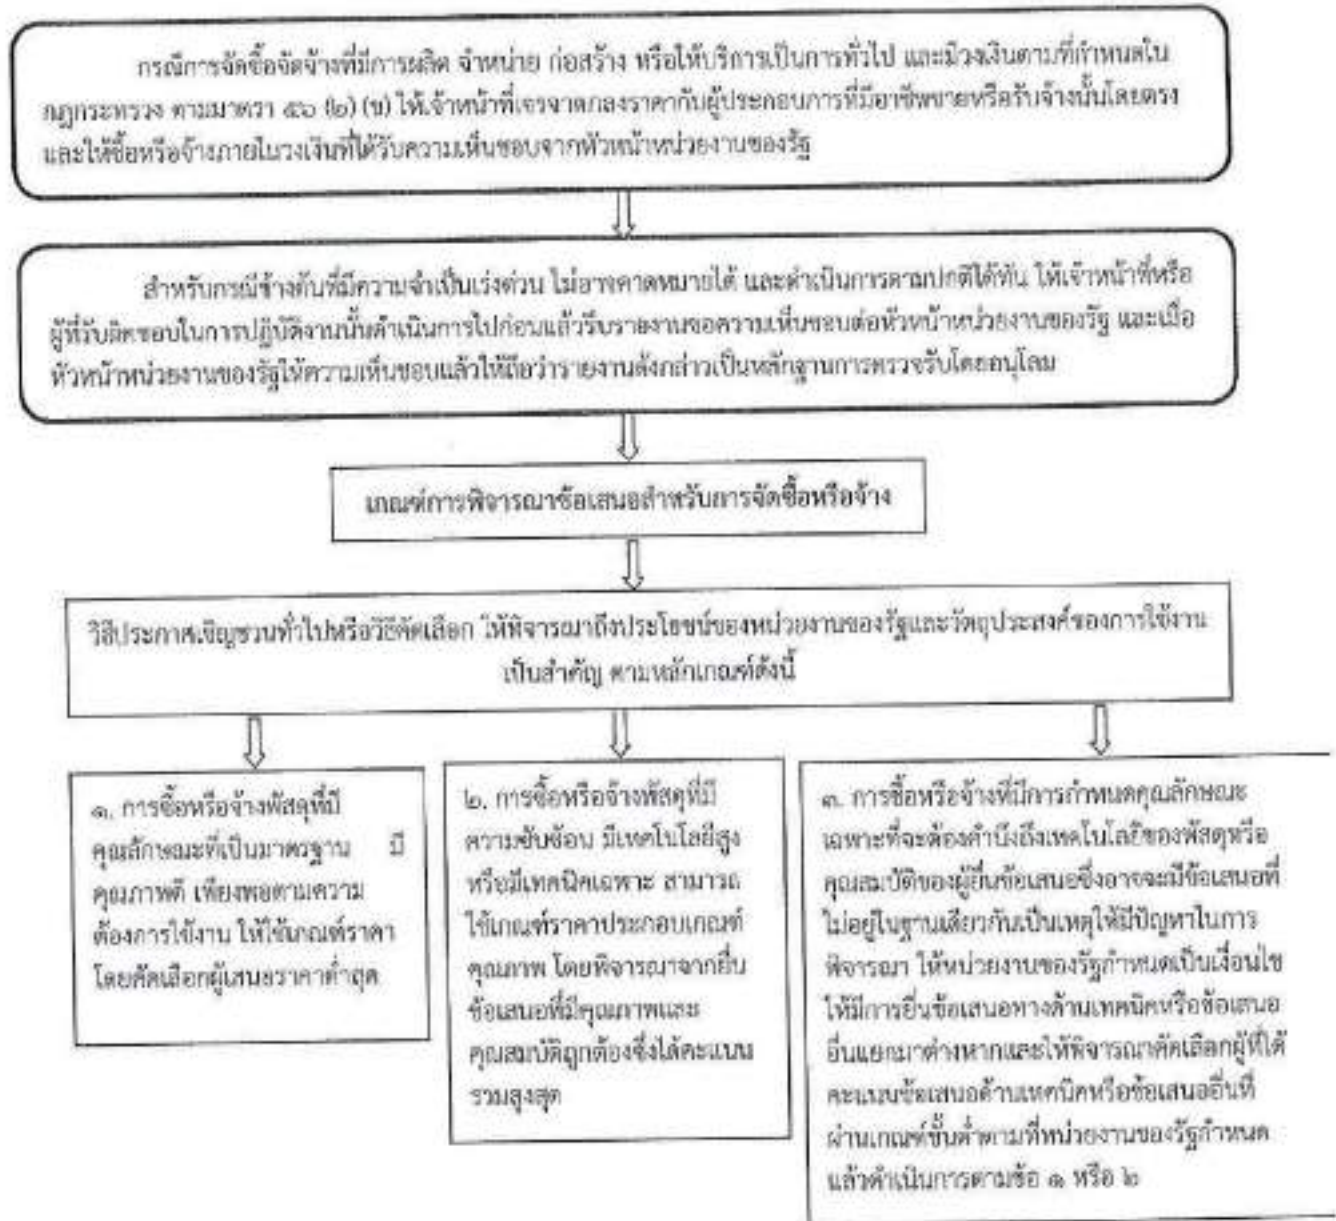 กรณีการจัดซื้อจัดจ้างที่มีการผลิต จำหน่าย ก่อสร้าง หรือให้บริการเป็นการทั่วไป และมีวงเงินตามที่กำหนดใน
กฎกระทรวง ตามมาตรา ๕๖ (๒) (ข) ให้เจ้าหน้าที่เจรจาตกลงราคากับผู้ประกอบการที่มีอาชีพขายหรือรับจ้างนั้นโดยตรง
และให้ซื้อหรือจ้างภายในวงเงินที่ได้รับความเห็นชอบจากหัวหน้าหน่วยงานของรัฐ
สำหรับกรณีข้างต้นที่มีความจำเป็นเร่งด่วน ไม่อาจคาดหมายได้ และดำเนินการตามปกติได้ทัน ให้เจ้าหน้าที่หรือ
ผู้ที่รับผิดชอบในการปฏิบัติงานนั้นดำเนินการไปก่อนแล้วรีบรายงานขอความเห็นชอบต่อหัวหน้าหน่วยงานของรัฐ และเมื่อ
หัวหน้าหน่วยงานของรัฐให้ความเห็นชอบแล้วให้ถือว่ารายงานดังกล่าวเป็นหลักฐานการตรวจรับโดยอนุโลม
เกณฑ์การพิจารณาข้อเสนอสำหรับการจัดซื้อหรือจ้าง
วิธีประกาศเชิญชวนทั่วไปหรือวิธีคัดเลือก ให้พิจารณาถึงประโยชน์ของหน่วยงานของรัฐและวัตถุประสงค์ของการใช้งาน
เป็นสำคัญ ตามหลักเกณฑ์ดังนี้
๑. การซื้อหรือจ้างพัสดุที่มี
คุณลักษณะที่เป็นมาตรฐาน มี
คุณภาพดี เพียงพอตามความ
ต้องการใช้งาน ให้ใช้เกณฑ์ราคา
โดยคัดเลือกผู้เสนอราคาต่ำสุด
๒. การซื้อหรือจ้างพัสดุที่มี
ความซับซ้อน มีเทคโนโลยีสูง
หรือมีเทคนิคเฉพาะ สามารถ
ใช้เกณฑ์ราคาประกอบเกณฑ์
คุณภาพ โดยพิจารณาจากยื่น
ข้อเสนอที่มีคุณภาพและ
คุณสมบัติถูกต้องซึ่งได้คะแนน
รวมสูงสุด
๓. การซื้อหรือจ้างที่มีการกำหนดคุณลักษณะ
เฉพาะที่จะต้องคำนึงถึงเทคโนโลยีของพัสดุหรือ
คุณสมบัติของผู้ยื่นข้อเสนอซึ่งอาจจะมีข้อเสนอที่
ไม่อยู่ในฐานเดียวกันเป็นเหตุให้มีปัญหาในการ
พิจารณา ให้หน่วยงานของรัฐกำหนดเป็นเงื่อนไข
ให้มีการยื่นข้อเสนอทางด้านเทคนิคหรือข้อเสนอ
อื่นแยกมาต่างหากและให้พิจารณาคัดเลือกผู้ที่ได้
คะแนนข้อเสนอด้านเทคนิคหรือข้อเสนออื่นที่
ผ่านเกณฑ์ขั้นต่ำตามที่หน่วยงานของรัฐกำหนด
แล้วดำเนินการตามข้อ ๑ หรือ ๒